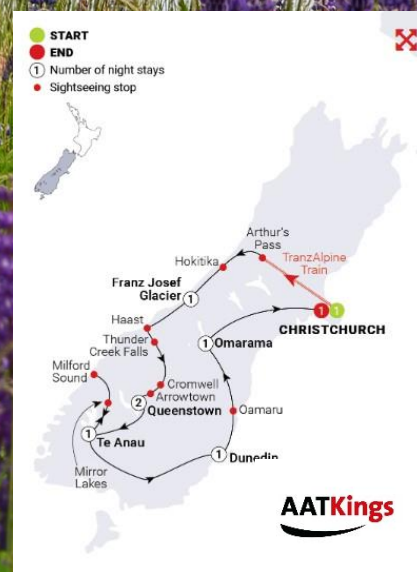 START
END
1 Number of night stays
Sightseeing stop
Arthur's
Pass
TranzAlpine
Train
Hokitika
Franz Josef
Glacier
1
Haast
Thunder
Creek Falls
1 1
CHRISTCHURCH
1 Omarama
Milford
Sound
Cromwell
Arrowtown
2
Queenstown
Oamaru
1
Te Anau
Mirror
Lakes
1
Dunedin
AATKings